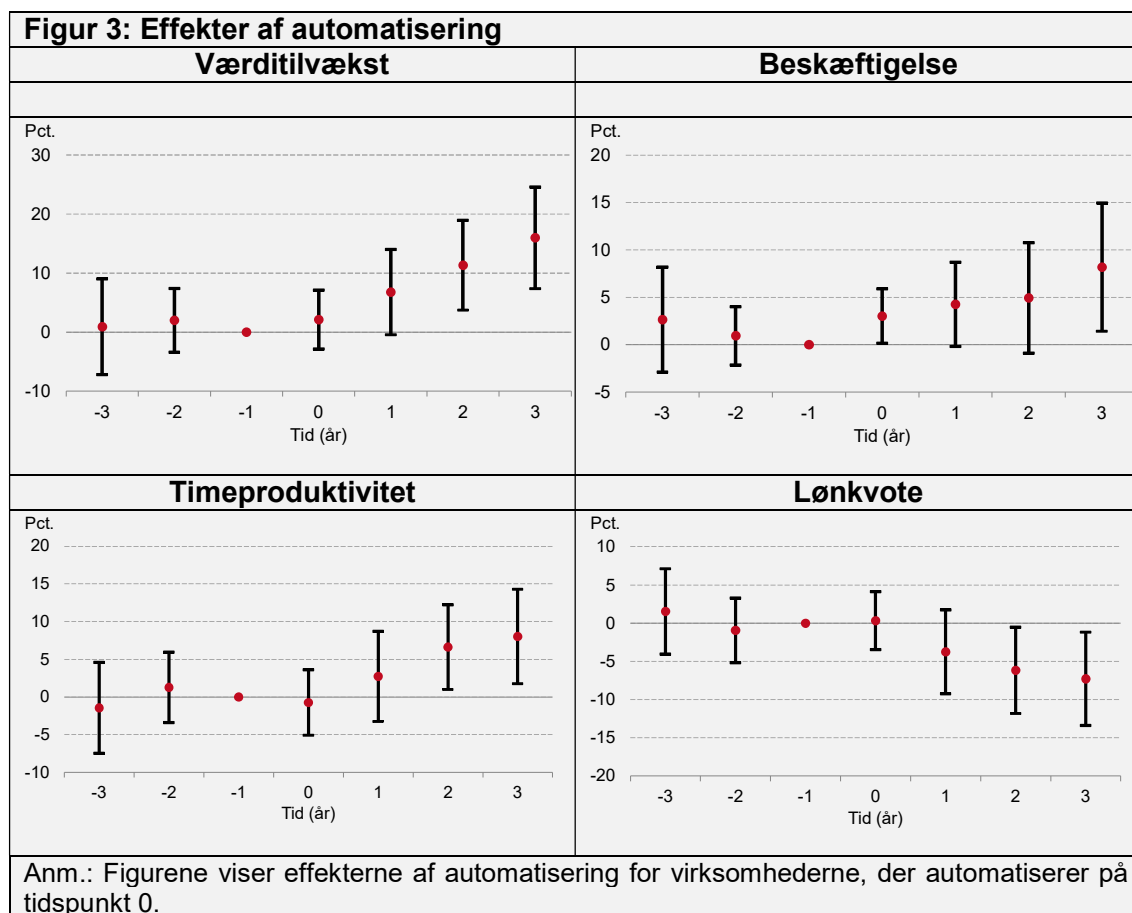 Figur 3: Effekter af automatisering
Værditilvækst
Beskæftigelse
Pct.
30
20
10
0
-10
-3 -2 -1 0 1 2 3
Tid (år)
Pct.
20
15
10
5
0
-5
-3 -2 -1 0 1 2 3
Tid (år)
Timeproduktivitet
Lønkvote
Pct.
20
15
10
5
0
-5
-10
-3 -2 -1 0 1 2 3
Tid (år)
Pct.
10
5
0
-5
-10
-15
-20
-3 -2 -1 0 1 2 3
Tid (år)
Anm.: Figurene viser effekterne af automatisering for virksomhederne, der automatiserer på
tidspunkt 0.